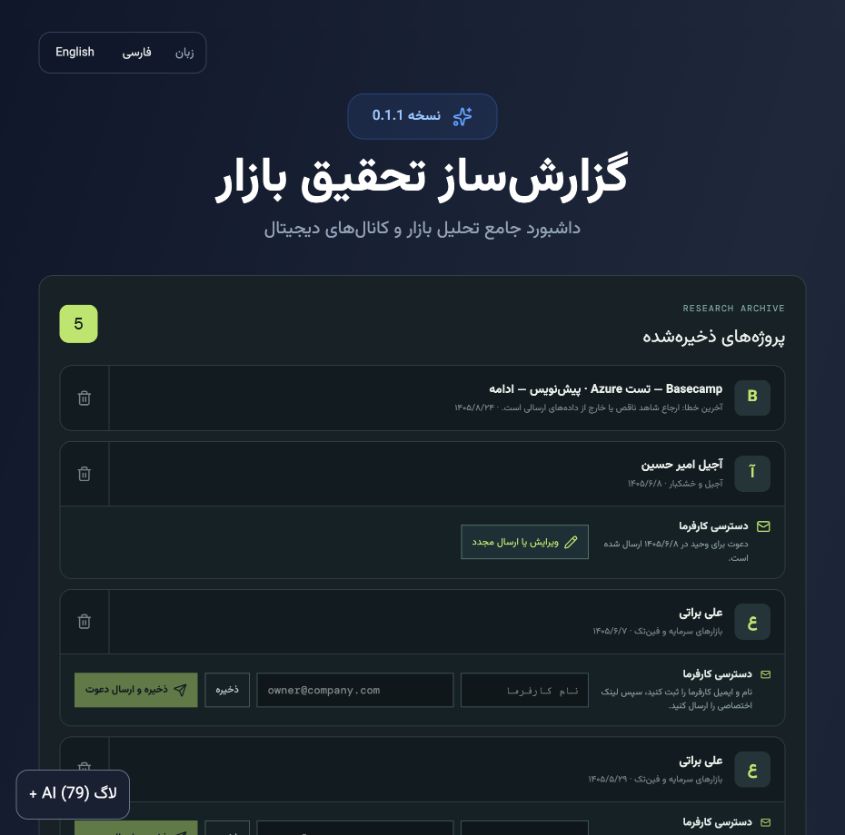 زبان فارسی English
نسخه 0.1.1
گزارش‌ساز تحقیق بازار
داشبورد جامع تحلیل بازار و کانال‌های دیجیتال
RESEARCH ARCHIVE
پروژه‌های ذخیره‌شده
5
B
Basecamp — تست Azure · پیش‌نویس — ادامه
آخرین خطا: ارجاع شاهد ناقص یا خارج از داده‌های ارسالی است. · ۱۴۰۵/۸/۲۴
آ
آجیل امیر حسین
آجیل و خشکبار · ۱۴۰۵/۶/۸
دسترسی کارفرما
دعوت برای وحید در ۱۴۰۵/۶/۸ ارسال شده
است.
ویرایش یا ارسال مجدد
ع
علی براتی
بازارهای سرمایه و فین‌تک · ۱۴۰۵/۶/۷
دسترسی کارفرما
نام و ایمیل کارفرما را ثبت کنید، سپس لینک
اختصاصی را ارسال کنید.
نام کارفرما
owner@company.com
ذخیره
ذخیره و ارسال دعوت
ع
علی براتی
بازارهای سرمایه و فین‌تک · ۱۴۰۵/۵/۲۹
دسترسی کارفرما
لاگ AI (79) +